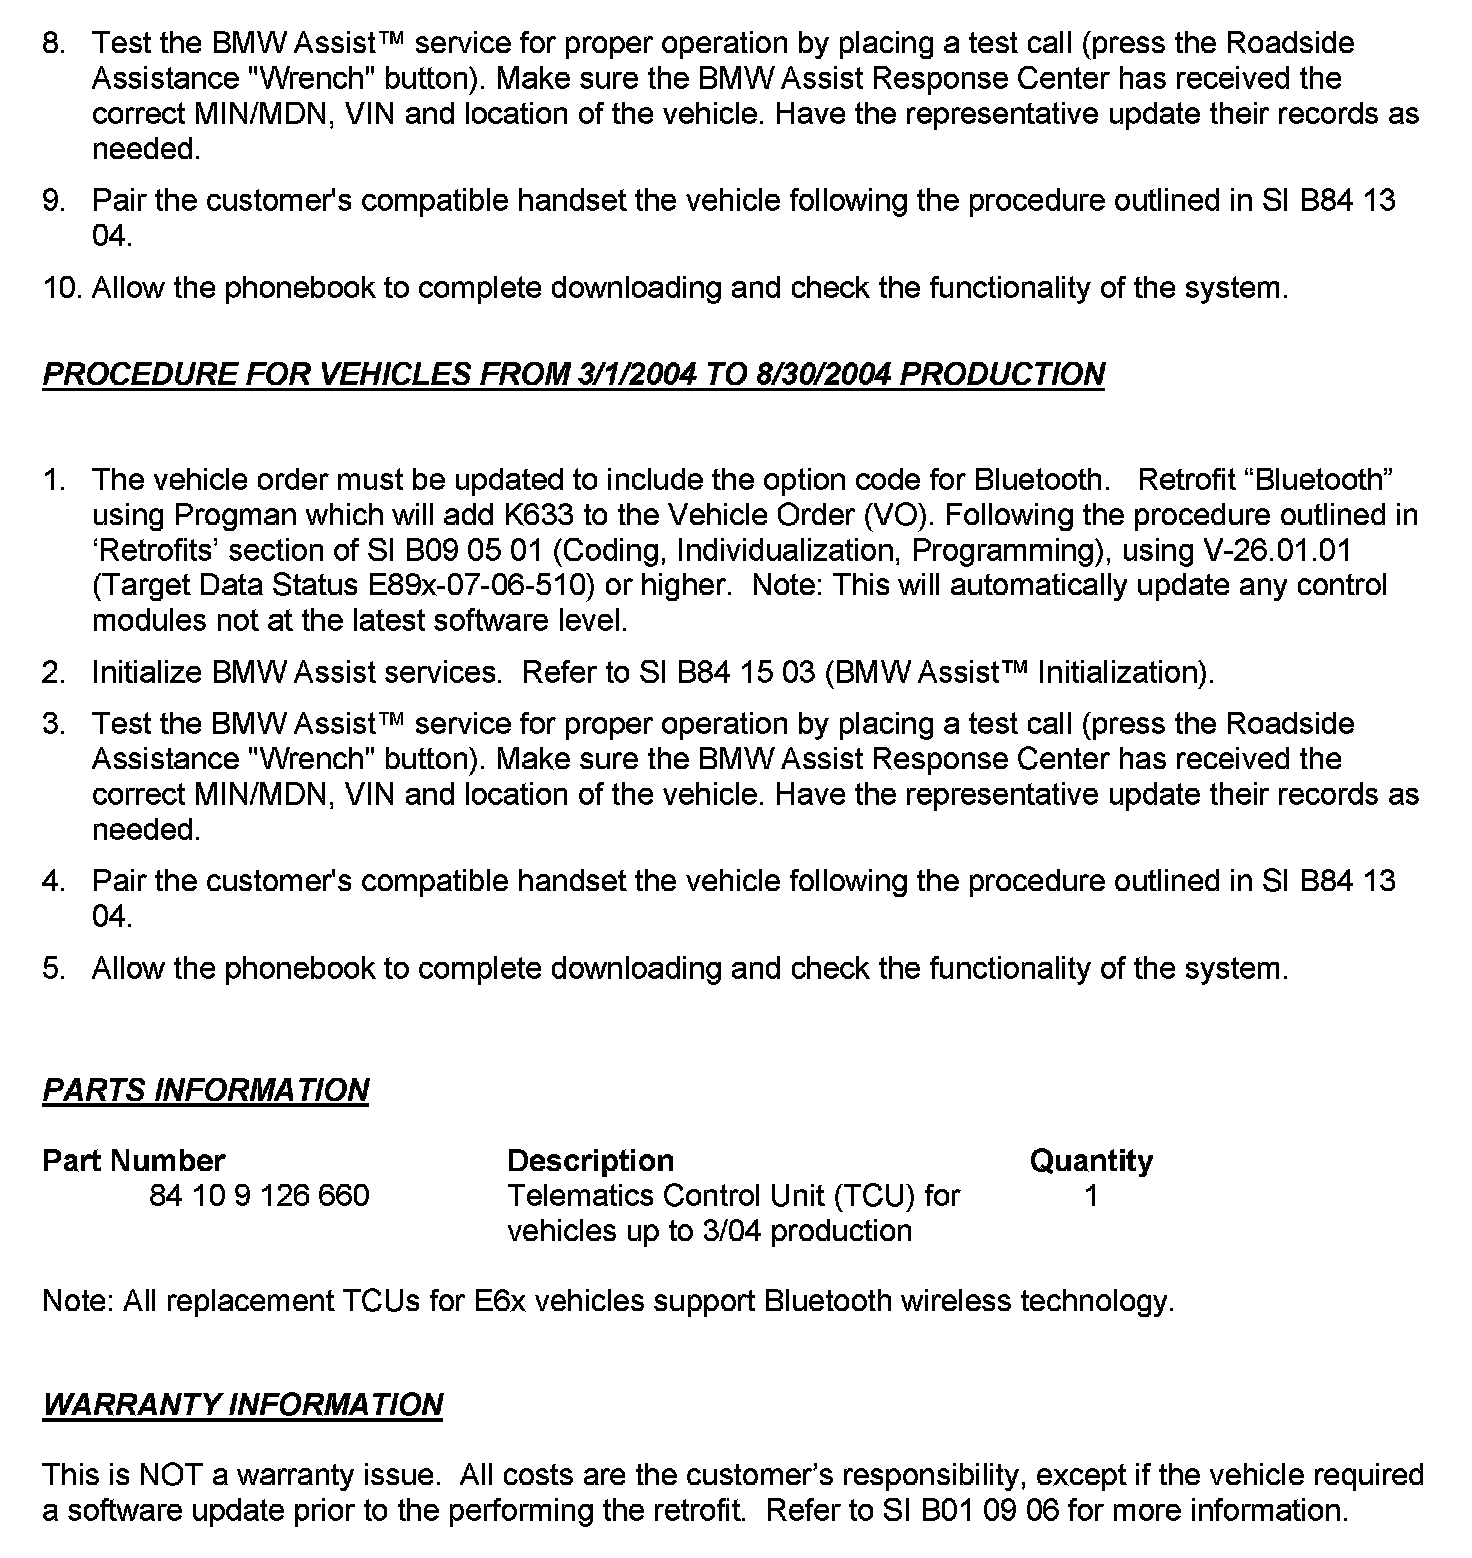 8. Test the BMW Assist™ service for proper operation by placing a test call (press the Roadside
Assistance "Wrench" button). Make sure the BMW Assist Response Center has received the
correct MIN/MDN, VIN and location of the vehicle. Have the representative update their records as
needed.
9. Pair the customer's compatible handset the vehicle following the procedure outlined in SI B84 13
04.
10. Allow the phonebook to complete downloading and check the functionality of the system.
PROCEDURE FOR VEHICLES FROM 3/1/2004 TO 8/30/2004 PRODUCTION
1. The vehicle order must be updated to include the option code for Bluetooth. Retrofit “Bluetooth”
using Progman which will add K633 to the Vehicle Order (VO). Following the procedure outlined in
‘Retrofits’ section of SI B09 05 01 (Coding, Individualization, Programming), using V-26.01.01
(Target Data Status E89x-07-06-510) or higher. Note: This will automatically update any control
modules not at the latest software level.
2. Initialize BMW Assist services. Refer to SI B84 15 03 (BMW Assist™ Initialization).
3. Test the BMW Assist™ service for proper operation by placing a test call (press the Roadside
Assistance "Wrench" button). Make sure the BMW Assist Response Center has received the
correct MIN/MDN, VIN and location of the vehicle. Have the representative update their records as
needed.
4. Pair the customer's compatible handset the vehicle following the procedure outlined in SI B84 13
04.
5. Allow the phonebook to complete downloading and check the functionality of the system.
PARTS INFORMATION
Part Number Description Quantity
84 10 9 126 660 Telematics Control Unit (TCU) for 1
vehicles up to 3/04 production
Note: All replacement TCUs for E6x vehicles support Bluetooth wireless technology.
WARRANTY INFORMATION
This is NOT a warranty issue. All costs are the customer’s responsibility, except if the vehicle required
a software update prior to the performing the retrofit. Refer to SI B01 09 06 for more information.